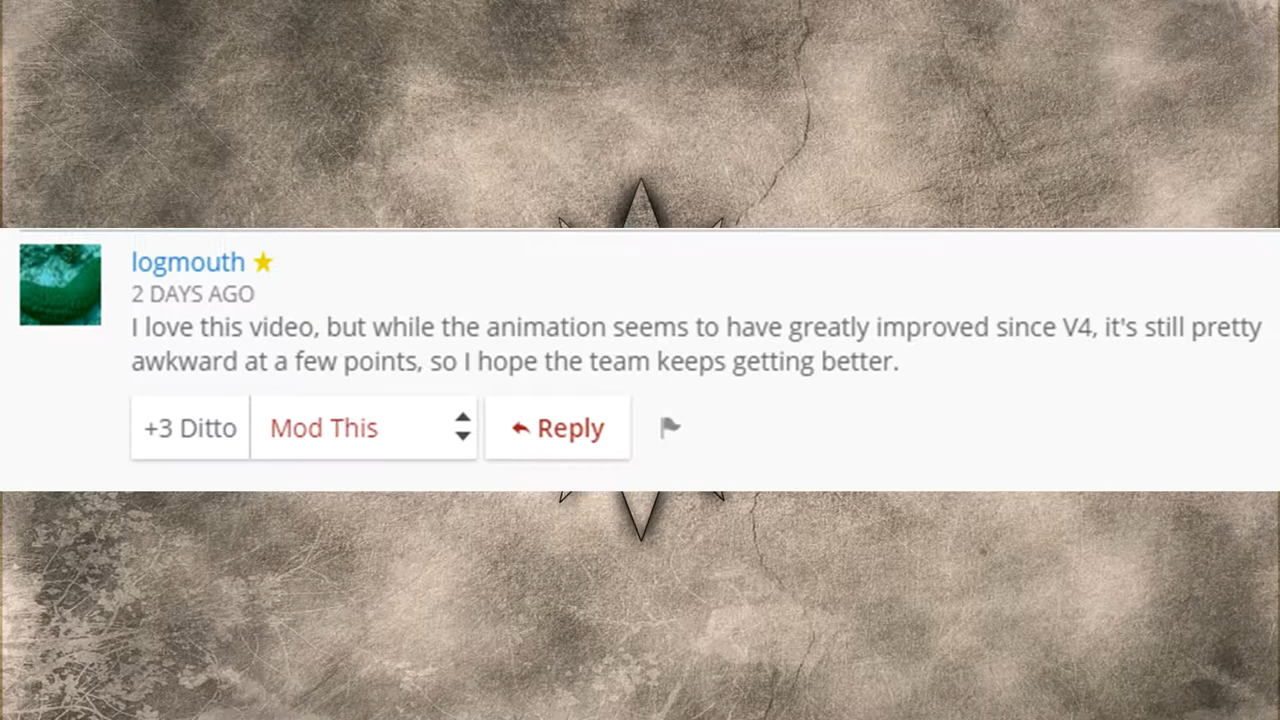 logmouth
2 DAYS AGO
I love this video, but while the animation seems to have greatly improved since V4, it's still pretty
awkward at a few points, so I hope the team keeps getting better.
+3 Ditto Mod This Reply